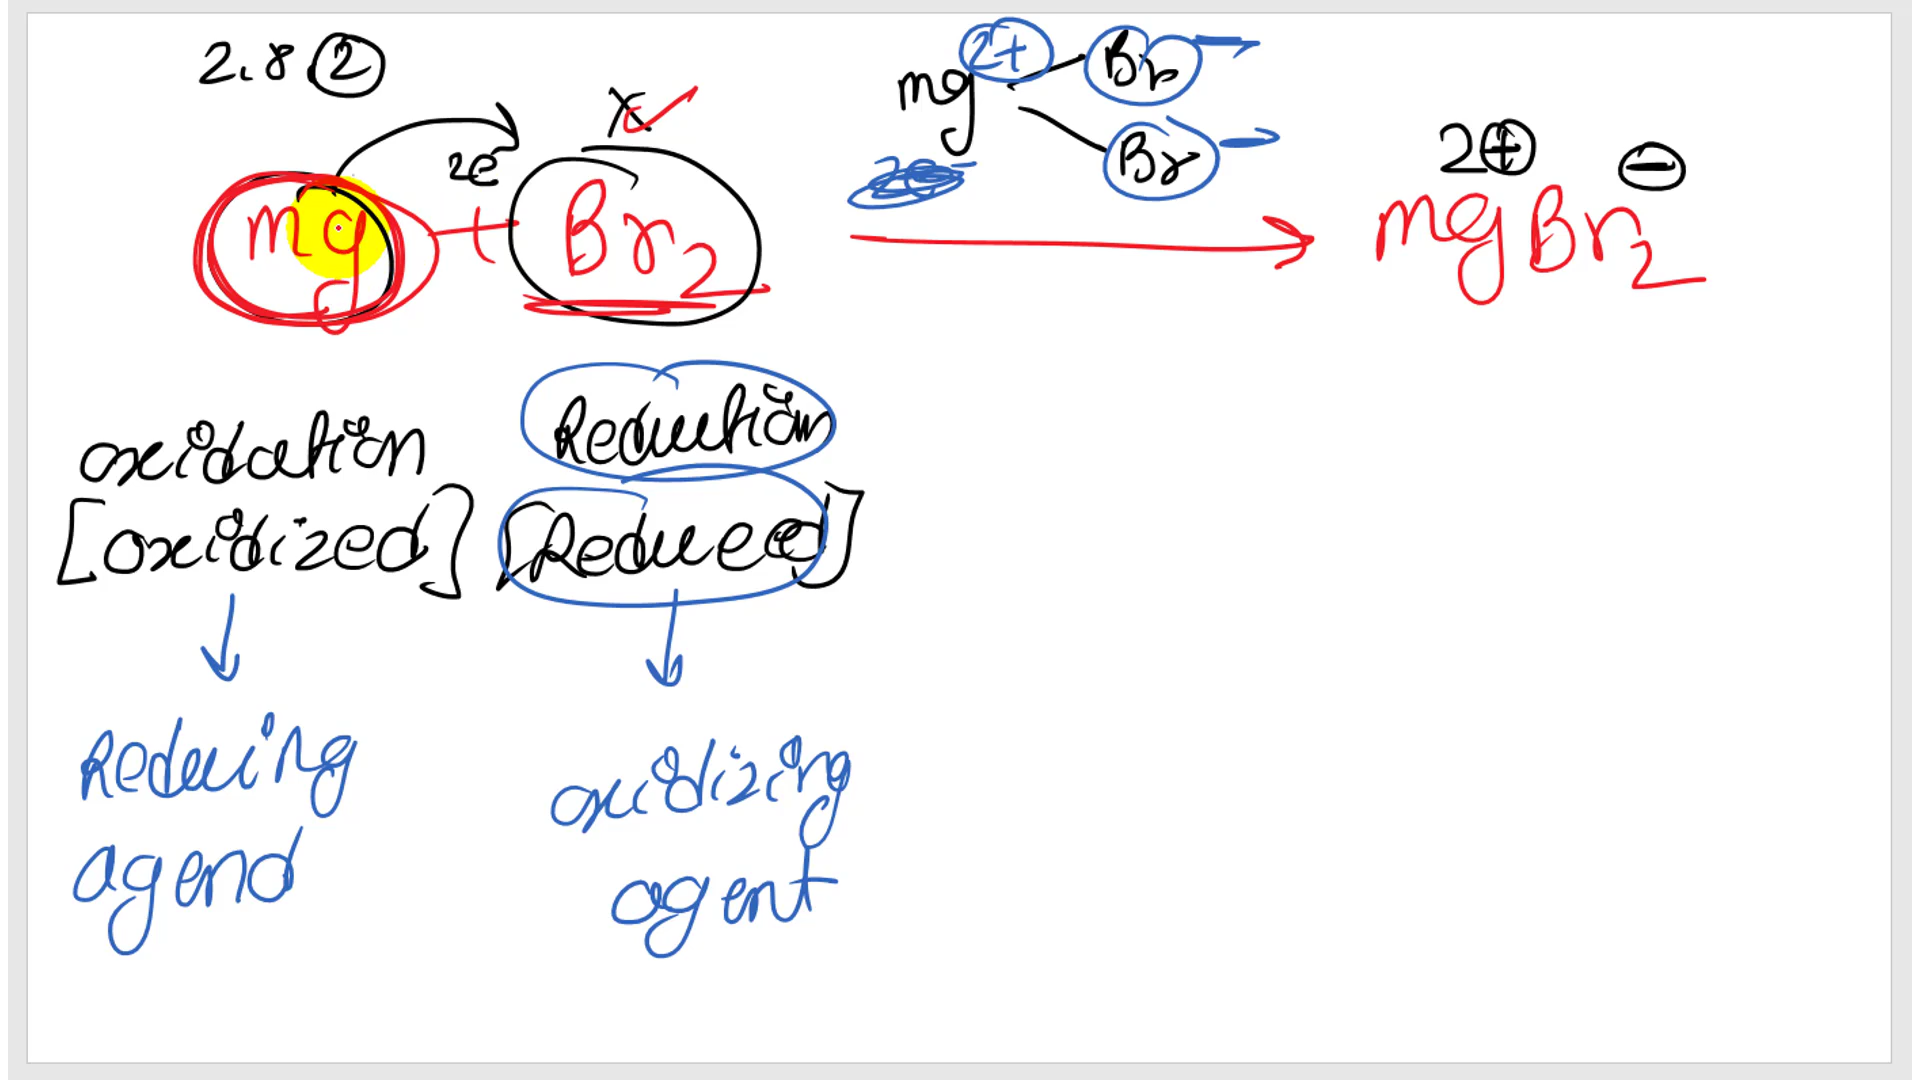 2.8.2
2e
x
mg + Br2
mg 2+ Br -
Br -
2e-
2+ -
mgBr2
oxidation
Reduction
[oxidized]
[Reduced]
Reducing
agend
oxidizing
agent